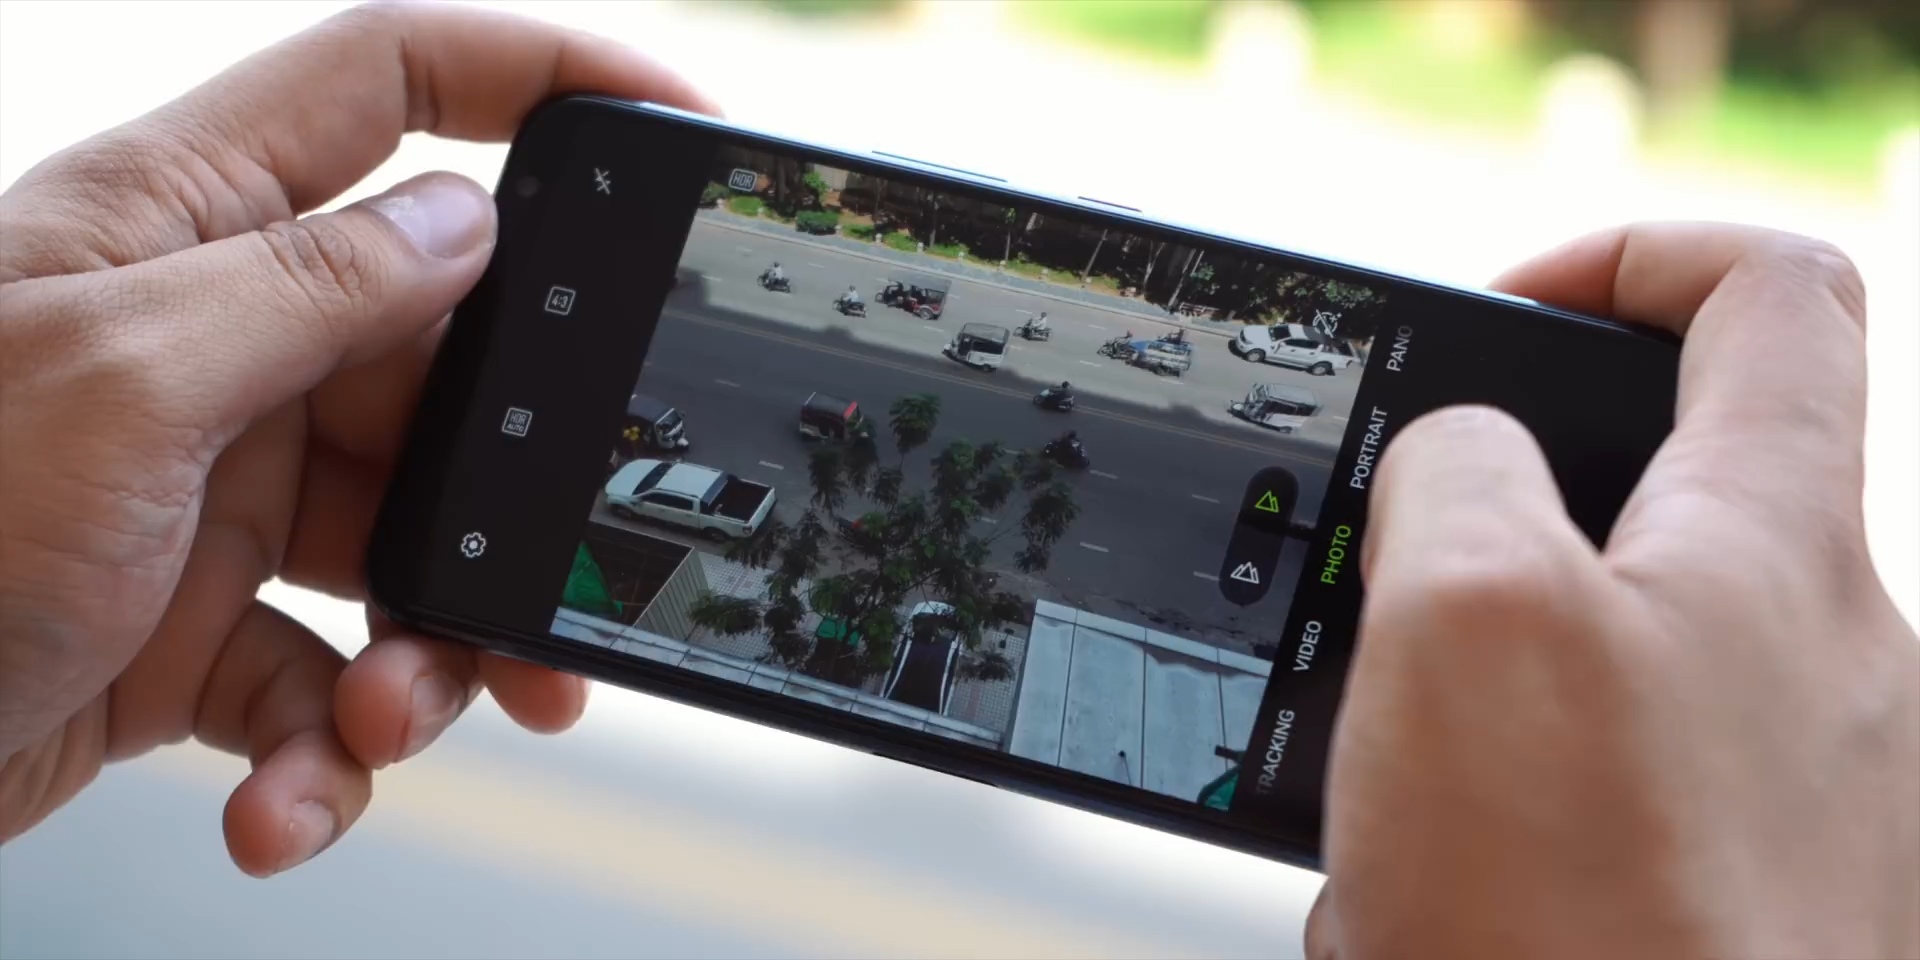 HDR
4:3
HDR
AUTO
PANO
PORTRAIT
PHOTO
VIDEO
TRACKING